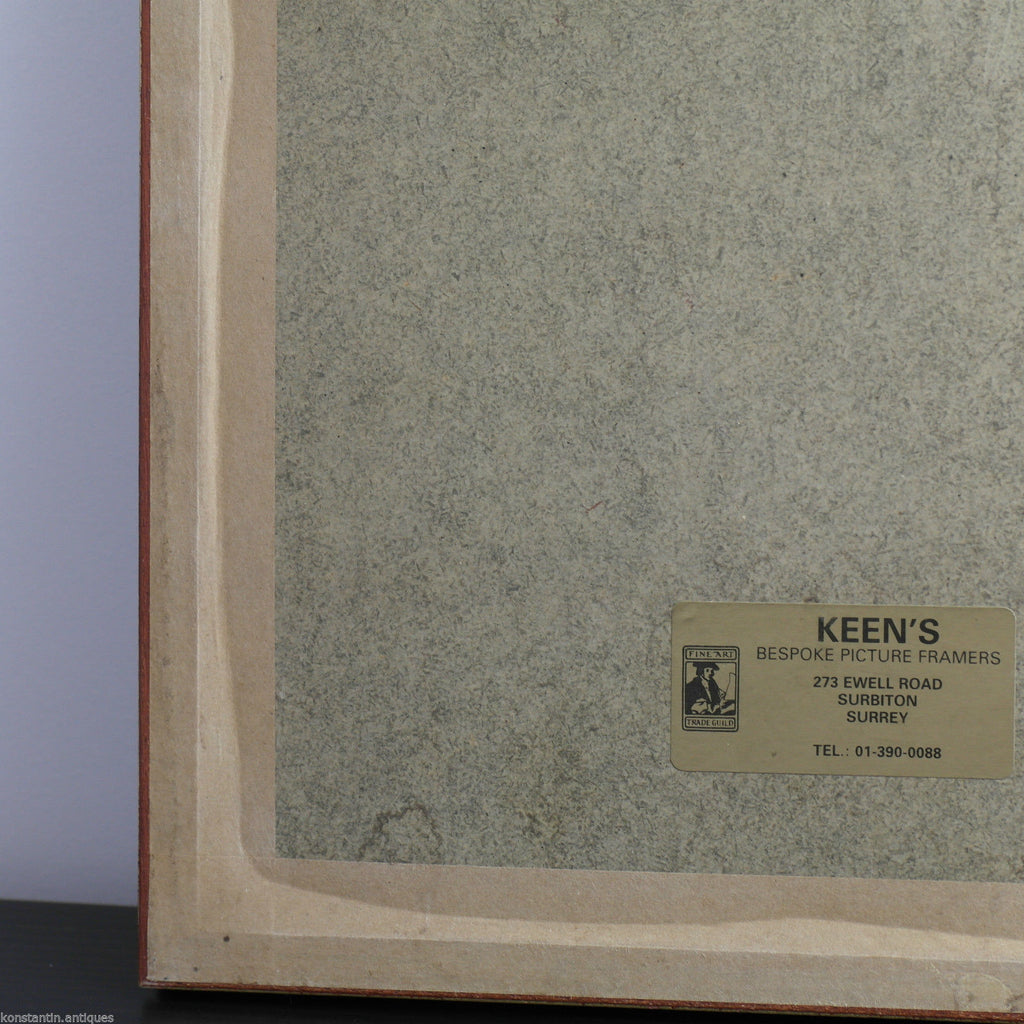 KEEN'S
BESPOKE PICTURE FRAMERS
FINE ART
TRADE GUILD
273 EWELL ROAD
SURBITON
SURREY
TEL.: 01-390-0088
konstantin.antiques